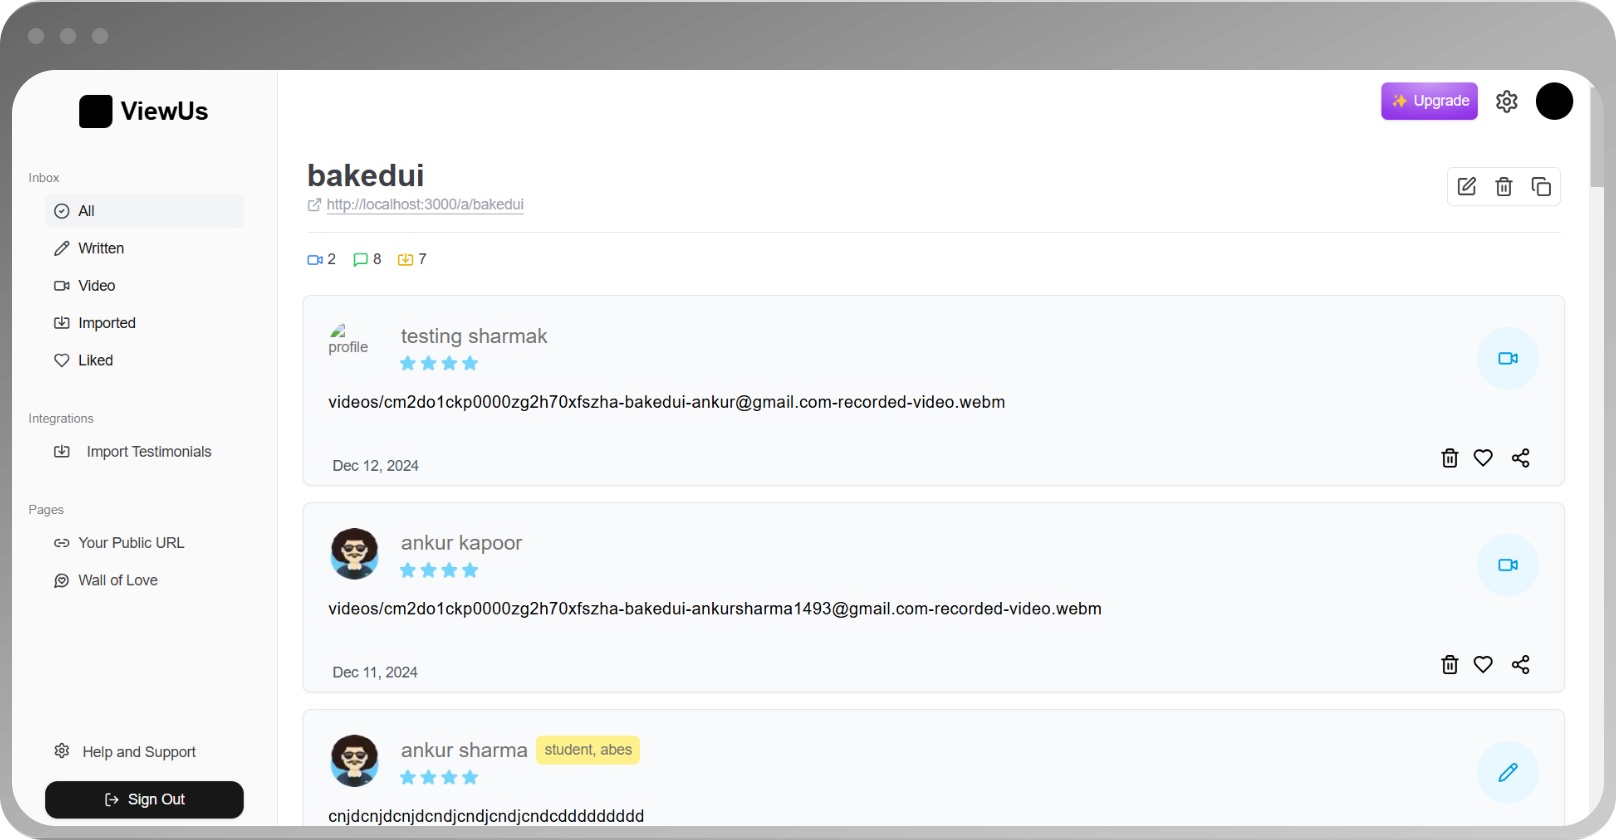 ViewUs
Upgrade
Inbox
All
Written
Video
Imported
Liked
Integrations
Import Testimonials
Pages
Your Public URL
Wall of Love
Help and Support
Sign Out
bakedui
http://localhost:3000/a/bakedui
2 8 7
profile
testing sharmak
videos/cm2do1ckp0000zg2h70xfszha-bakedui-ankur@gmail.com-recorded-video.webm
Dec 12, 2024
ankur kapoor
videos/cm2do1ckp0000zg2h70xfszha-bakedui-ankursharma1493@gmail.com-recorded-video.webm
Dec 11, 2024
ankur sharma student, abes
cnjdcnjdcnjdcndjcndjcndjcndcddddddddd